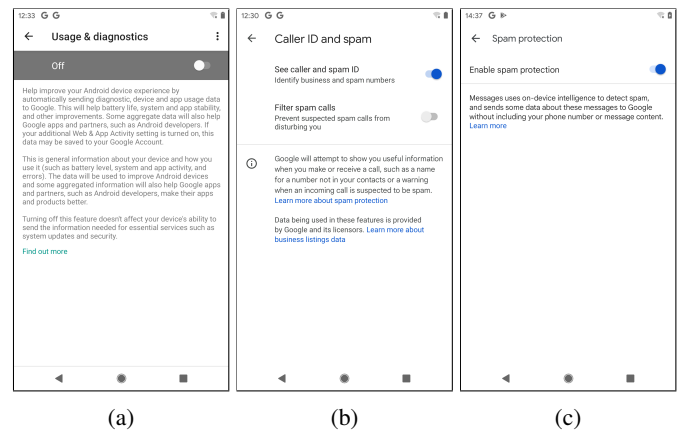 12:33 G G
Usage & diagnostics
Off
Help improve your Android device experience by
automatically sending diagnostic, device and app usage data
to Google. This will help battery life, system and app stability,
and other improvements. Some aggregate data will also help
Google apps and partners, such as Android developers. If
your additional Web & App Activity setting is turned on, this
data may be saved to your Google Account.
This is general information about your device and how you
use it (such as battery level, system and app activity, and
errors). The data will be used to improve Android devices
and some aggregated information will also help Google apps
and partners, such as Android developers, make their apps
and products better.
Turning off this feature doesn't affect your device's ability to
send the information needed for essential services such as
system updates and security.
Find out more
(a)
12:30 G G
Caller ID and spam
See caller and spam ID
Identify business and spam numbers
Filter spam calls
Prevent suspected spam calls from
disturbing you
Google will attempt to show you useful information
when you make or receive a call, such as a name
for a number not in your contacts or a warning
when an incoming call is suspected to be spam.
Learn more about spam protection
Data being used in these features is provided
by Google and its licensors. Learn more about
business listings data
(b)
14:37 G
Spam protection
Enable spam protection
Messages uses on-device intelligence to detect spam,
and sends some data about these messages to Google
without including your phone number or message content.
Learn more
(c)